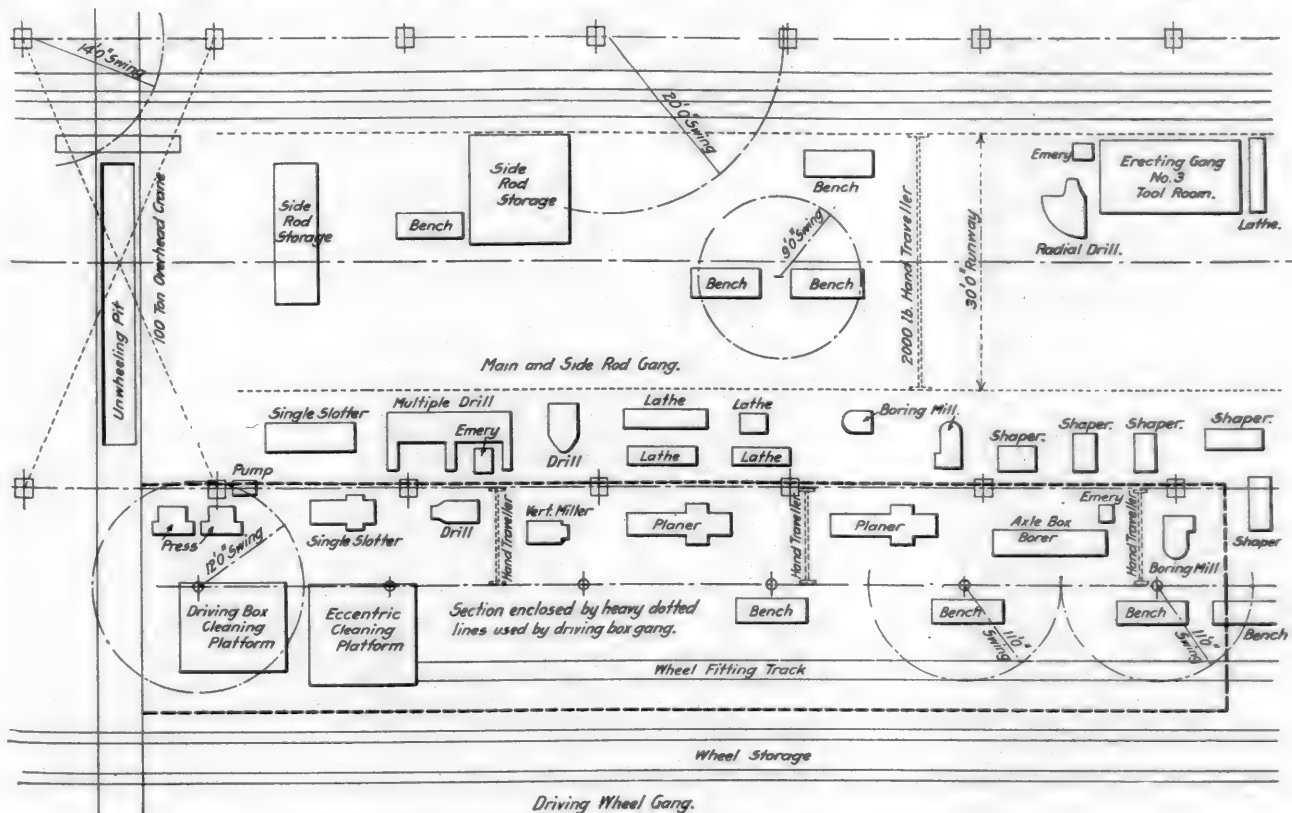 14'0" Swing
20'0" Swing
100 Ton Overhead Crane
Unwheeling Pit
Side
Rod
Storage
Bench
Side
Rod
Storage
Bench
9'0" Swing
Bench
Bench
2000 lb. Hand Traveller
30'0" Runway
Emery
Erecting Gang
No. 3
Tool Room.
Radial Drill.
Lathe.
Main and Side Rod Gang.
Single Slotter
Multiple Drill
Emery
Drill
Lathe
Lathe
Lathe
Lathe
Boring Mill.
Shaper.
Shaper.
Shaper.
Shaper.
Pump
Press
12'0" Swing
Single Slotter
Drill
Hand Traveller
Vert. Miller
Planer
Hand Traveller
Planer
Emery
Axle Box
Borer
Hand Traveller
Boring Mill
Shaper
Driving Box
Cleaning
Platform
Eccentric
Cleaning
Platform
Section enclosed by heavy dotted
lines used by driving box gang.
Bench
Bench
11'0"
Swing
Bench
11'0"
Swing
Bench
Wheel Fitting Track
Wheel Storage
Driving Wheel Gang.